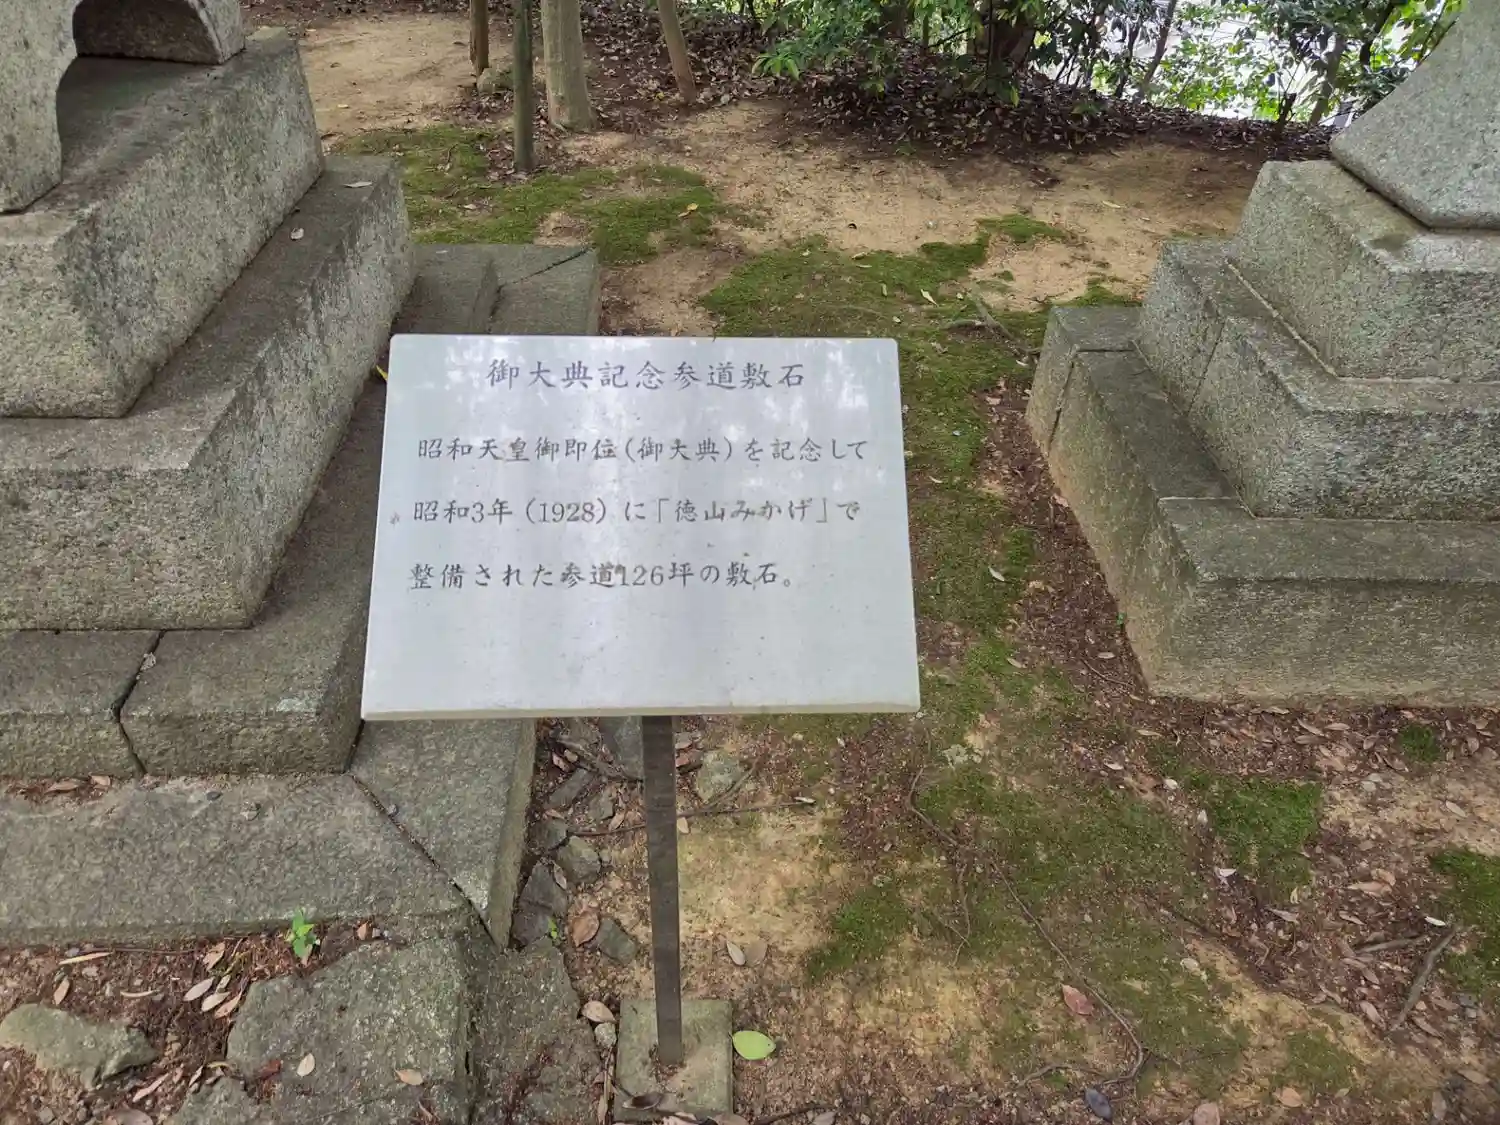 御大典記念参道敷石
昭和天皇御即位(御大典)を記念して
昭和3年(1928)に「徳山みかげ」で
整備された参道126坪の敷石。